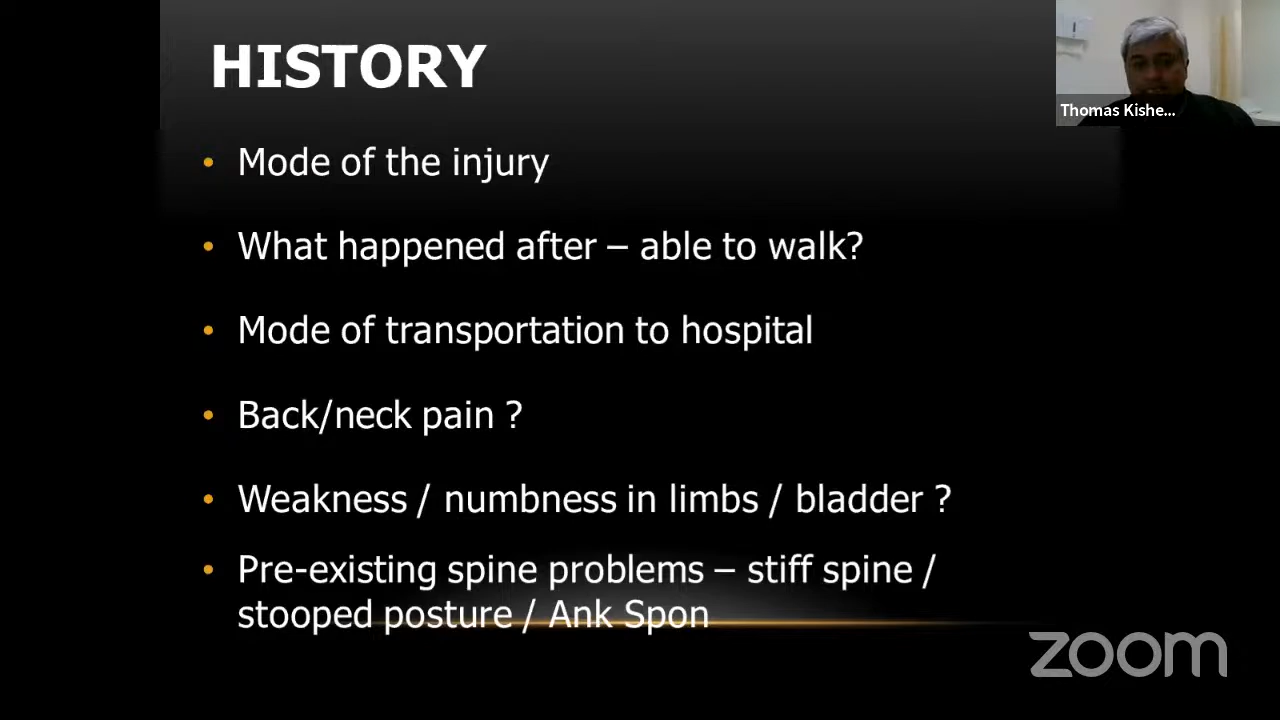 HISTORY
Thomas Kishe...
• Mode of the injury
• What happened after – able to walk?
• Mode of transportation to hospital
• Back/neck pain ?
• Weakness / numbness in limbs / bladder ?
• Pre-existing spine problems – stiff spine /
stooped posture / Ank Spon
zoom